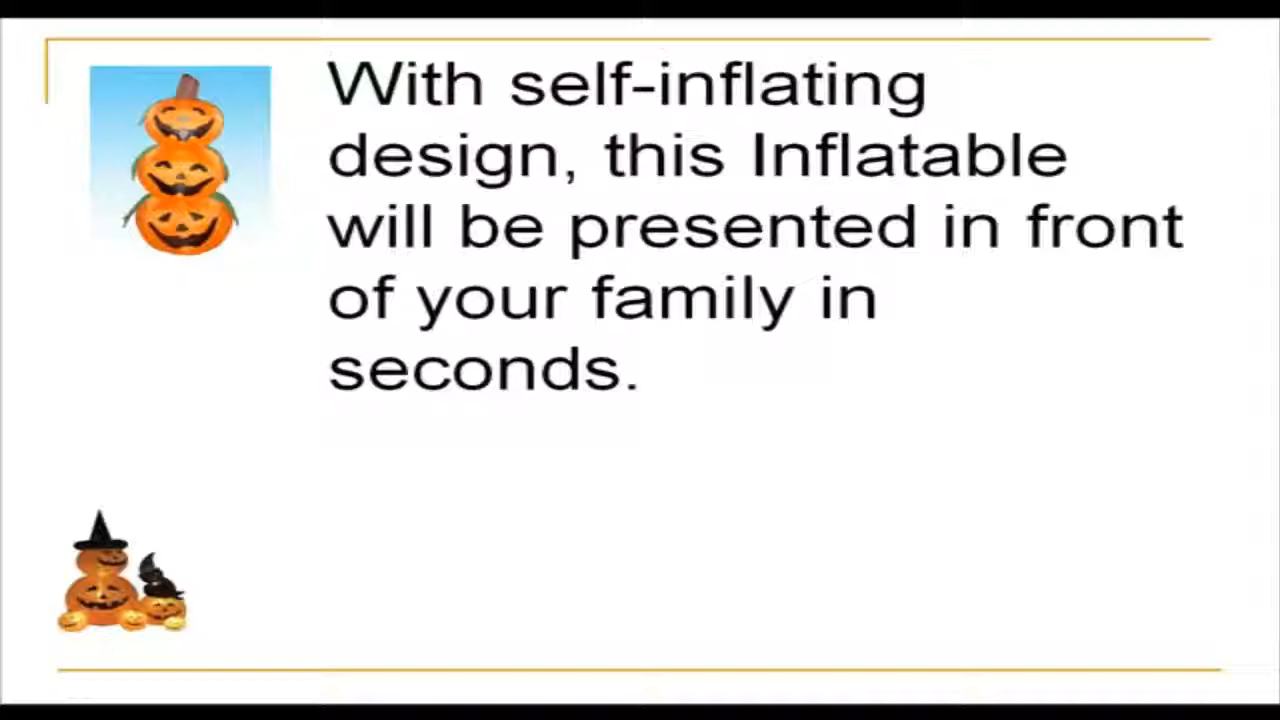 With self-inflating
design, this Inflatable
will be presented in front
of your family in
seconds.